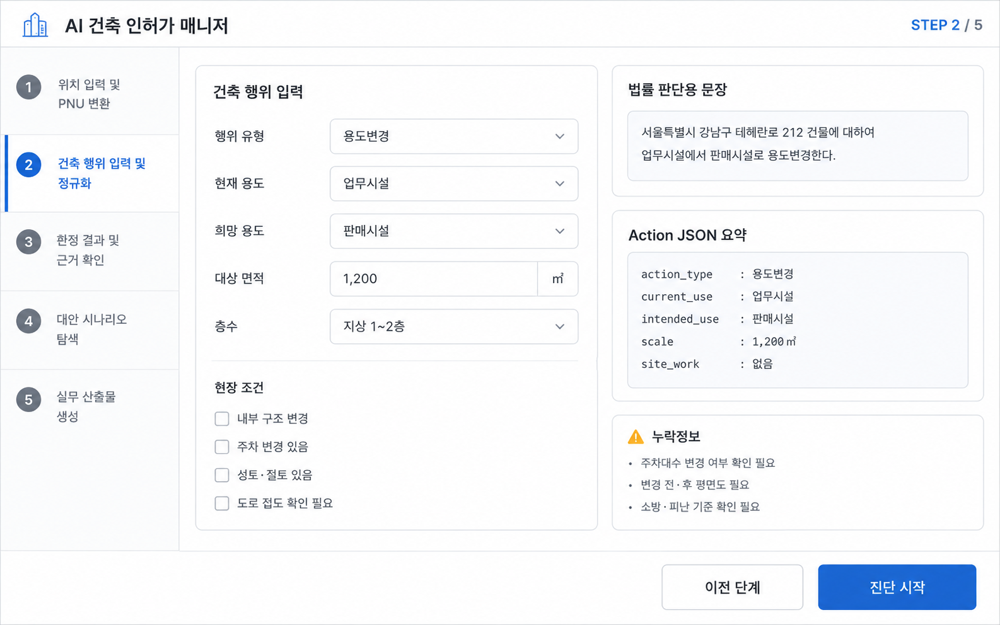 AI 건축 인허가 매니저
STEP 2 / 5
1
위치 입력 및
PNU 변환
2
건축 행위 입력 및
정규화
3
환정 결과 및
근거 확인
4
대안 시나리오
탐색
5
실무 산출물
생성
건축 행위 입력
행위 유형
용도변경
현재 용도
업무시설
희망 용도
판매시설
대상 면적
1,200
㎡
층수
지상 1~2층
현장 조건
내부 구조 변경
주차 변경 있음
성토·절토 있음
도로 접도 확인 필요
법률 판단용 문장
서울특별시 강남구 테헤란로 212 건물에 대하여
업무시설에서 판매시설로 용도변경한다.
Action JSON 요약
action_type : 용도변경
current_use : 업무시설
intended_use : 판매시설
scale : 1,200㎡
site_work : 없음
누락정보
• 주차대수 변경 여부 확인 필요
• 변경 전·후 평면도 필요
• 소방·피난 기준 확인 필요
이전 단계
진단 시작